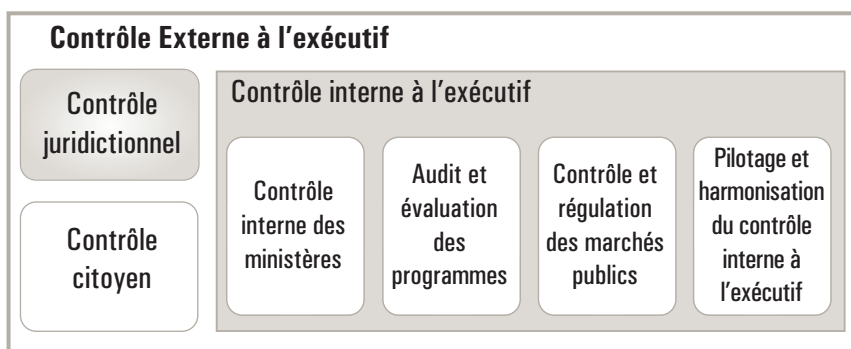 Contrôle Externe à l'exécutif
Contrôle
juridictionnel
Contrôle
citoyen
Contrôle interne à l'exécutif
Contrôle
interne des
ministères
Audit et
évaluation
des
programmes
Contrôle et
régulation
des marchés
publics
Pilotage et
harmonisation
du contrôle
interne à
l'exécutif